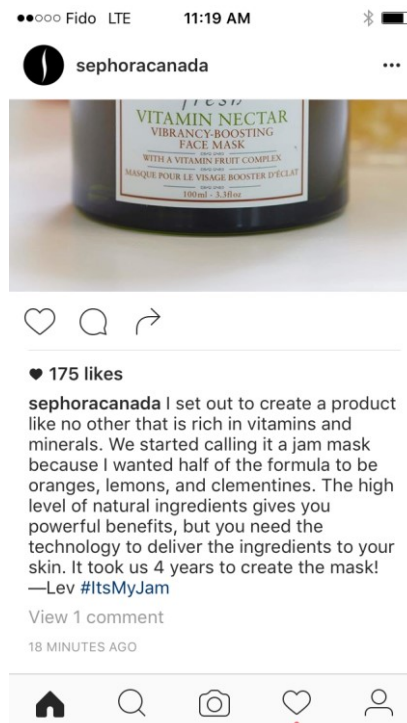 Fido LTE 11:19 AM
sephoracanada
fresh
VITAMIN NECTAR
VIBRANCY-BOOSTING
FACE MASK
WITH A VITAMIN FRUIT COMPLEX
MASQUE POUR LE VISAGE BOOSTER D'ÉCLAT
100ml - 3.3floz
175 likes
sephoracanada I set out to create a product
like no other that is rich in vitamins and
minerals. We started calling it a jam mask
because I wanted half of the formula to be
oranges, lemons, and clementines. The high
level of natural ingredients gives you
powerful benefits, but you need the
technology to deliver the ingredients to your
skin. It took us 4 years to create the mask!
—Lev #ItsMyJam
View 1 comment
18 MINUTES AGO